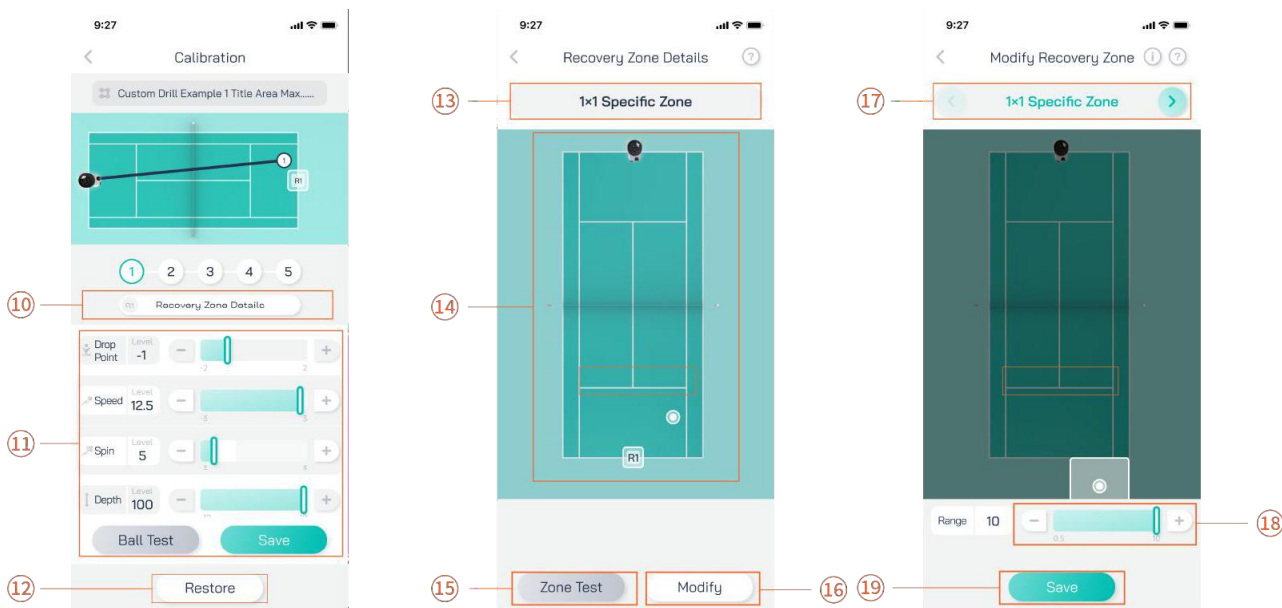 9:27
Calibration
Custom Drill Example 1 Title Area Max......
1
R1
1 2 3 4 5
⑩
R1 Recovery Zone Details
⑪
Drop Point Level -1 − +
-2 2
Speed Level 12.5 − +
-3 3
Spin Level 5 − +
Depth Level 100 − +
Ball Test Save
⑫
Restore
9:27
Recovery Zone Details ?
⑬
1×1 Specific Zone
⑭
R1
⑮
Zone Test Modify
⑯
9:27
Modify Recovery Zone i ?
⑰
< 1×1 Specific Zone >
Range 10 − +
0.5 10
⑱
⑲
Save